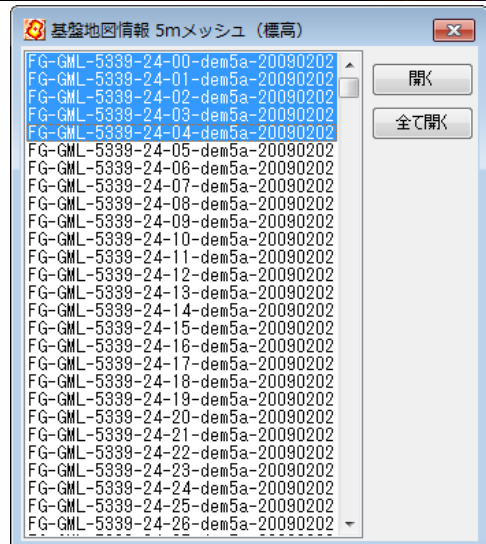 基盤地図情報 5mメッシュ（標高）
FG-GML-5339-24-00-dem5a-20090202
FG-GML-5339-24-01-dem5a-20090202
FG-GML-5339-24-02-dem5a-20090202
FG-GML-5339-24-03-dem5a-20090202
FG-GML-5339-24-04-dem5a-20090202
FG-GML-5339-24-05-dem5a-20090202
FG-GML-5339-24-06-dem5a-20090202
FG-GML-5339-24-07-dem5a-20090202
FG-GML-5339-24-08-dem5a-20090202
FG-GML-5339-24-09-dem5a-20090202
FG-GML-5339-24-10-dem5a-20090202
FG-GML-5339-24-11-dem5a-20090202
FG-GML-5339-24-12-dem5a-20090202
FG-GML-5339-24-13-dem5a-20090202
FG-GML-5339-24-14-dem5a-20090202
FG-GML-5339-24-15-dem5a-20090202
FG-GML-5339-24-16-dem5a-20090202
FG-GML-5339-24-17-dem5a-20090202
FG-GML-5339-24-18-dem5a-20090202
FG-GML-5339-24-19-dem5a-20090202
FG-GML-5339-24-20-dem5a-20090202
FG-GML-5339-24-21-dem5a-20090202
FG-GML-5339-24-22-dem5a-20090202
FG-GML-5339-24-23-dem5a-20090202
FG-GML-5339-24-24-dem5a-20090202
FG-GML-5339-24-25-dem5a-20090202
FG-GML-5339-24-26-dem5a-20090202
開く
全て開く